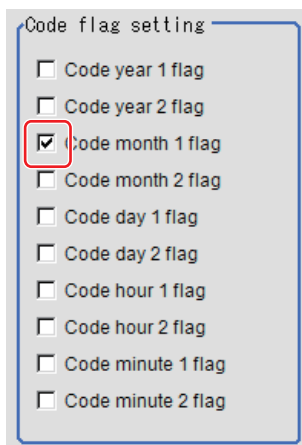 Code flag setting
Code year 1 flag
Code year 2 flag
Code month 1 flag
Code month 2 flag
Code day 1 flag
Code day 2 flag
Code hour 1 flag
Code hour 2 flag
Code minute 1 flag
Code minute 2 flag